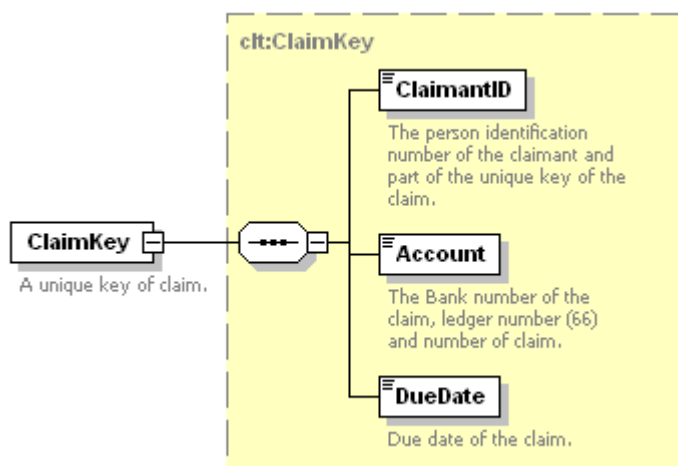 clt:ClaimKey
ClaimantID
The person identification
number of the claimant and
part of the unique key of the
claim.
ClaimKey
A unique key of claim.
Account
The Bank number of the
claim, ledger number (66)
and number of claim.
DueDate
Due date of the claim.